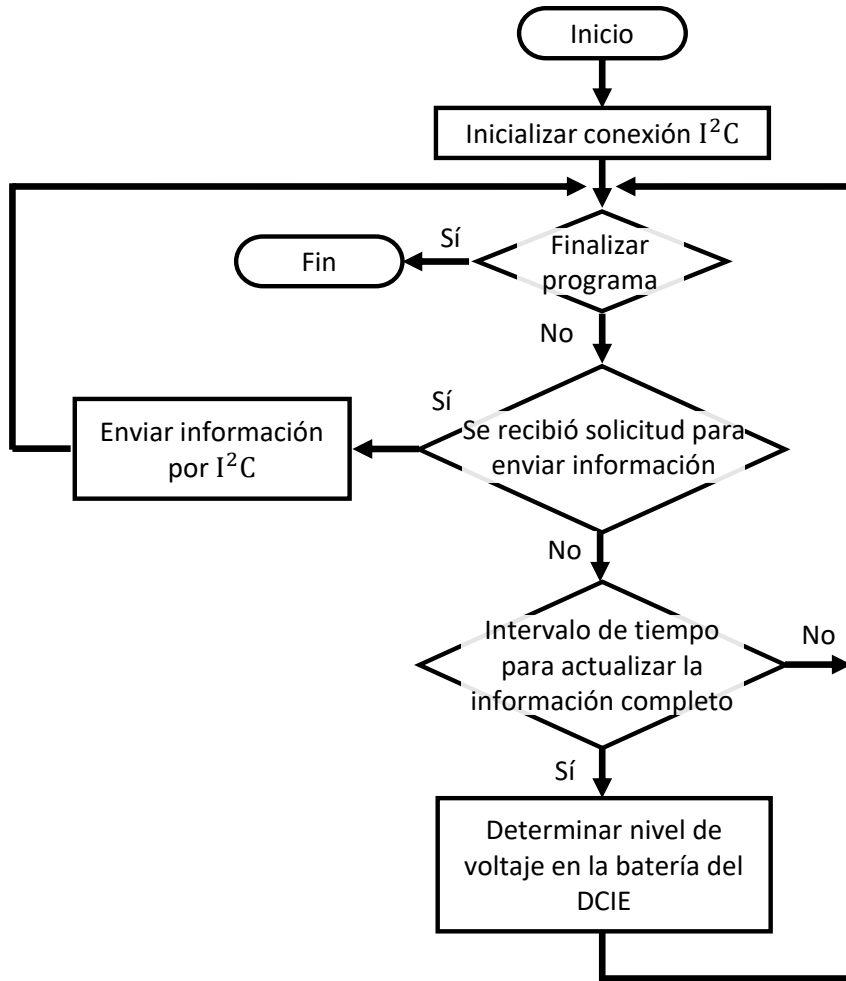 Inicio
Inicializar conexión I²C
Sí
Finalizar
programa
Fin
No
Sí
Se recibió solicitud para
enviar información
Enviar información
por I²C
No
Intervalo de tiempo
para actualizar la
información completo
No
Sí
Determinar nivel de
voltaje en la batería del
DCIE